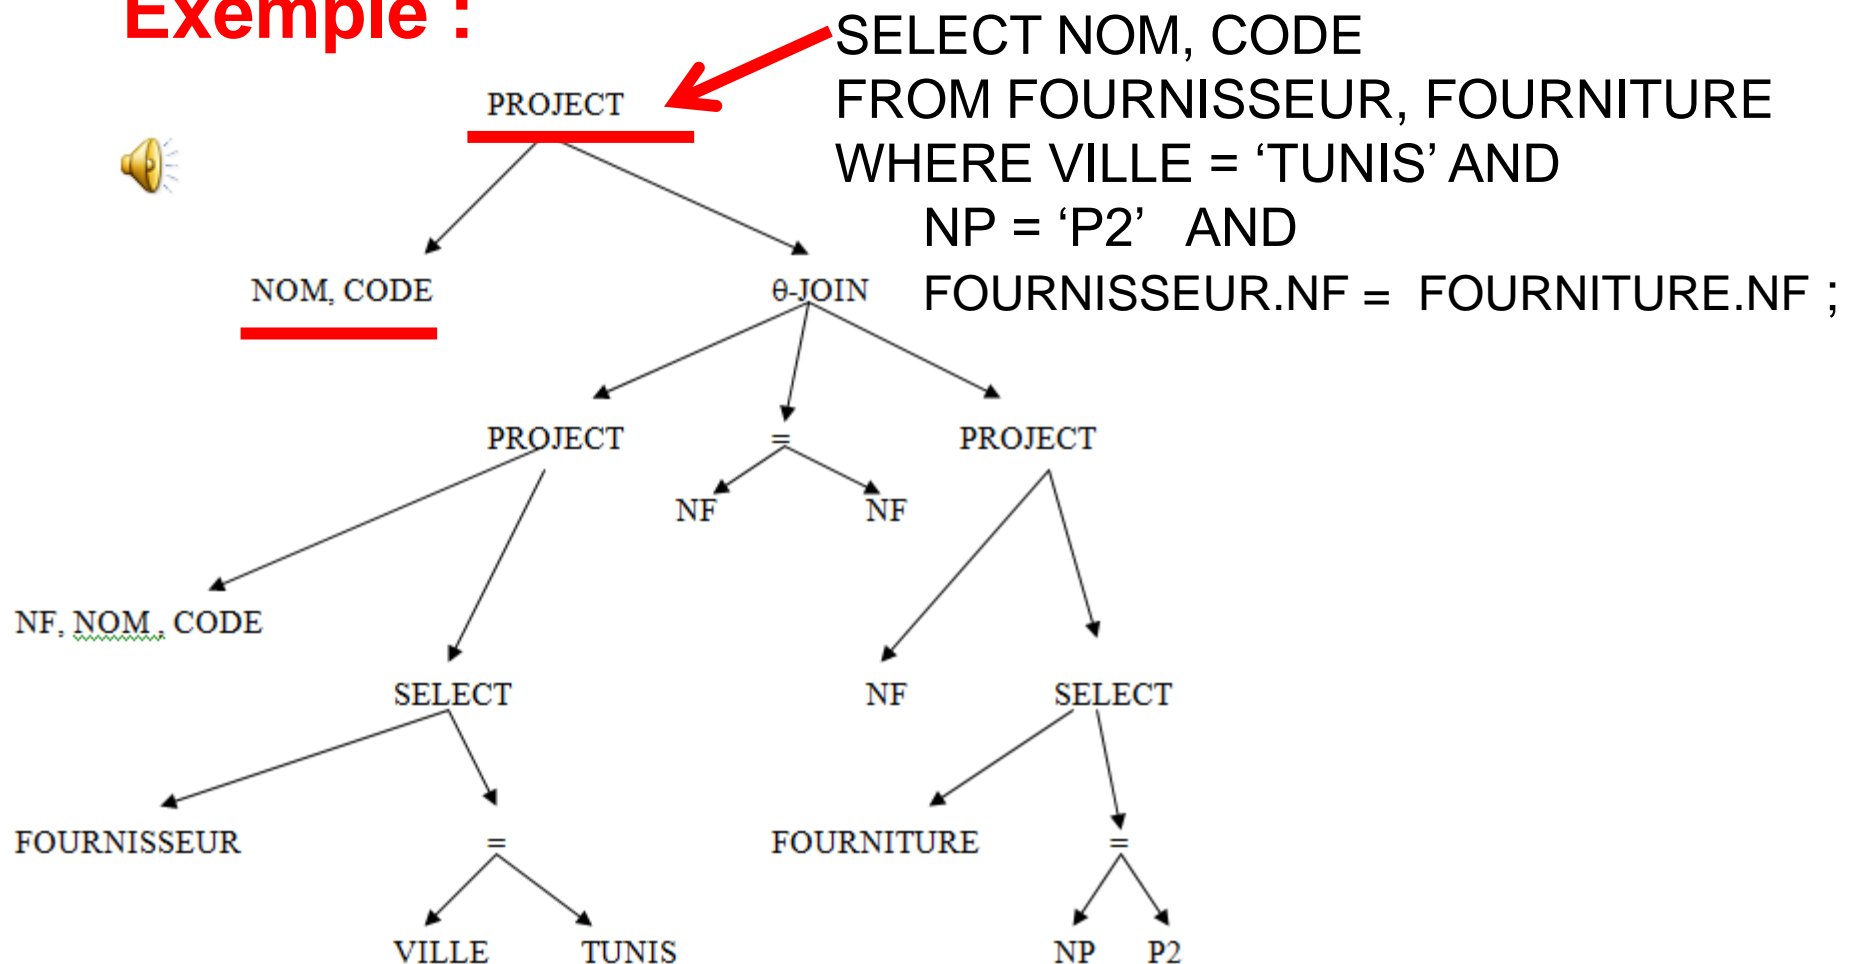 Exemple :
SELECT NOM, CODE
FROM FOURNISSEUR, FOURNITURE
WHERE VILLE = ‘TUNIS’ AND
NP = ‘P2’ AND
FOURNISSEUR.NF = FOURNITURE.NF ;
PROJECT
NOM, CODE
θ-JOIN
PROJECT
=
PROJECT
NF
NF
NF, NOM , CODE
SELECT
NF
SELECT
FOURNISSEUR
=
FOURNITURE
=
VILLE
TUNIS
NP
P2